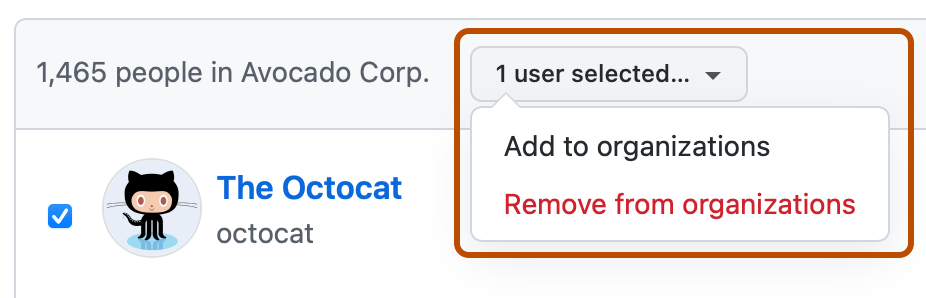 1,465 people in Avocado Corp.
1 user selected...
Add to organizations
Remove from organizations
The Octocat
octocat